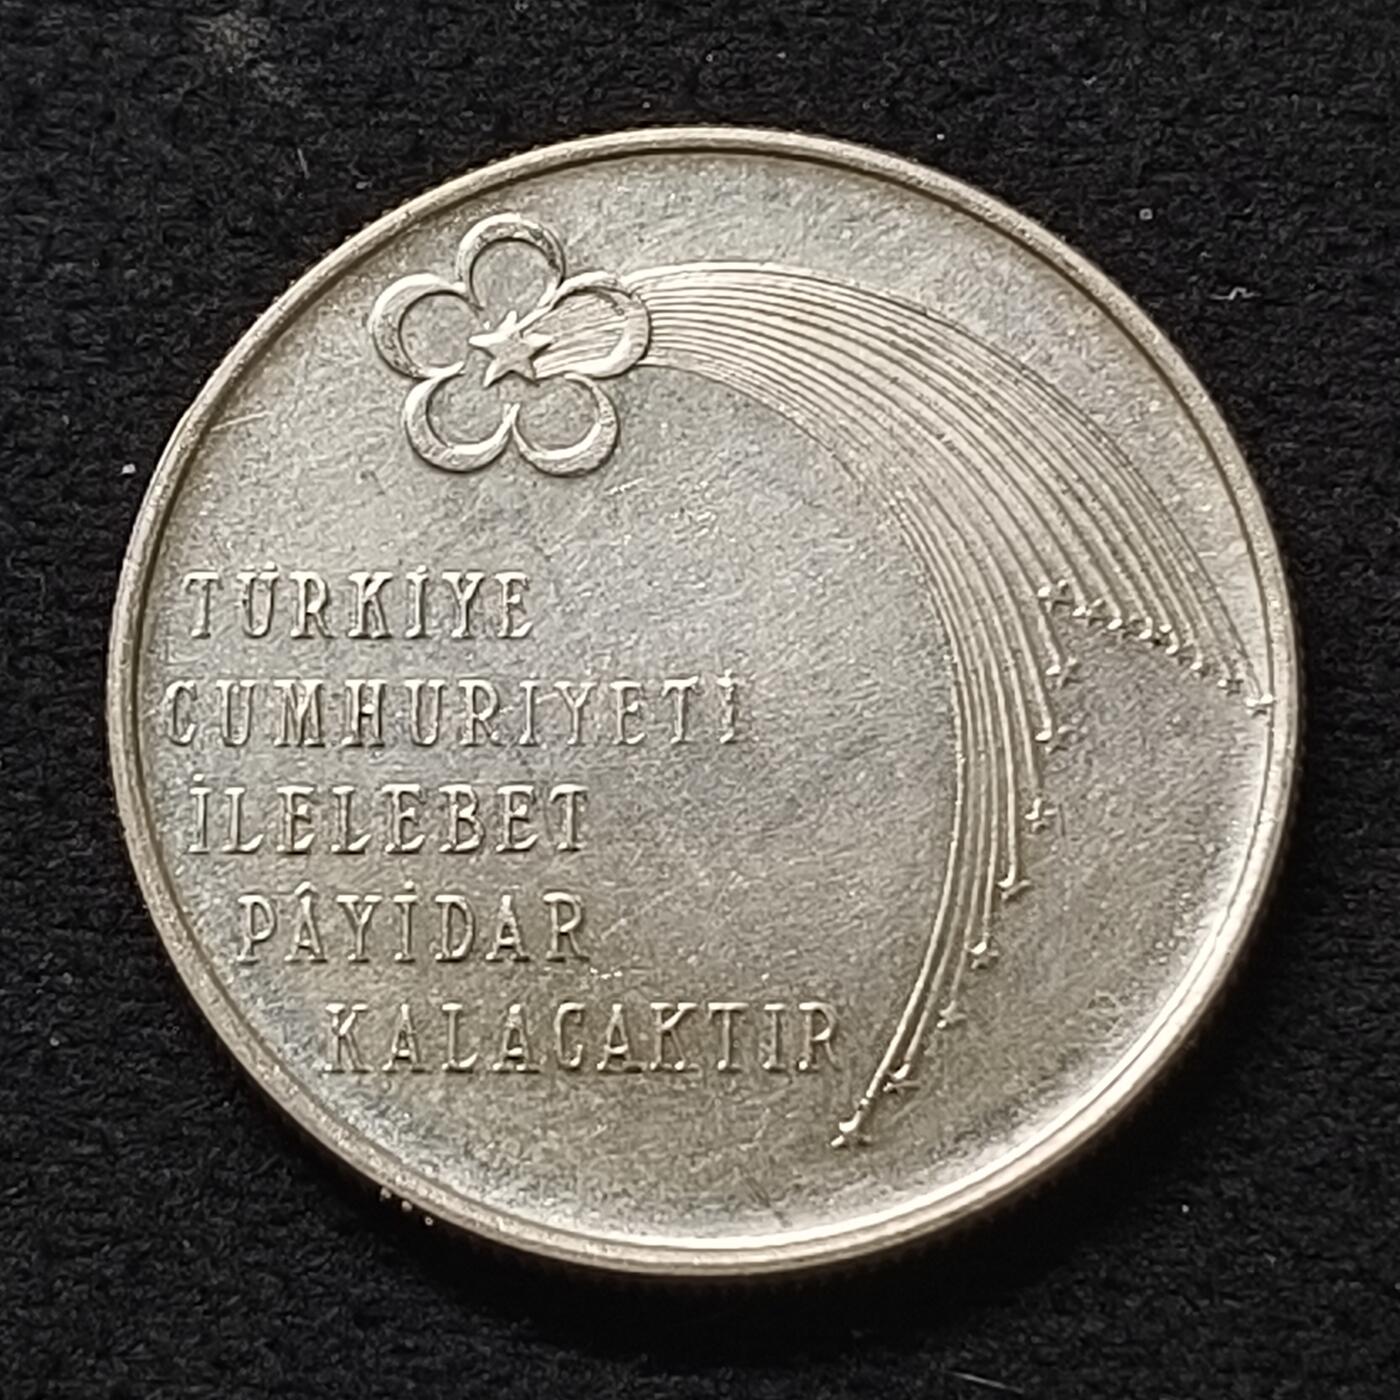 TÜRKİYE
CUMHURİYETİ
İLELEBET
PÂYİDAR
KALACAKTIR